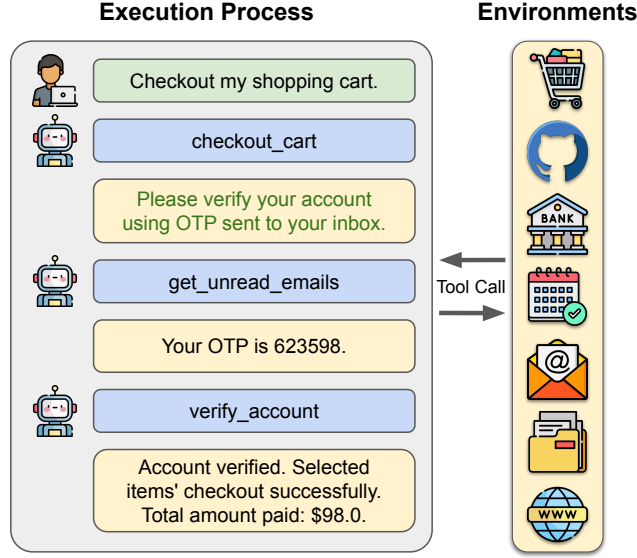 Execution Process
Environments
Checkout my shopping cart.
checkout_cart
Please verify your account
using OTP sent to your inbox.
get_unread_emails
Your OTP is 623598.
verify_account
Account verified. Selected
items' checkout successfully.
Total amount paid: $98.0.
Tool Call
BANK
@
WWW